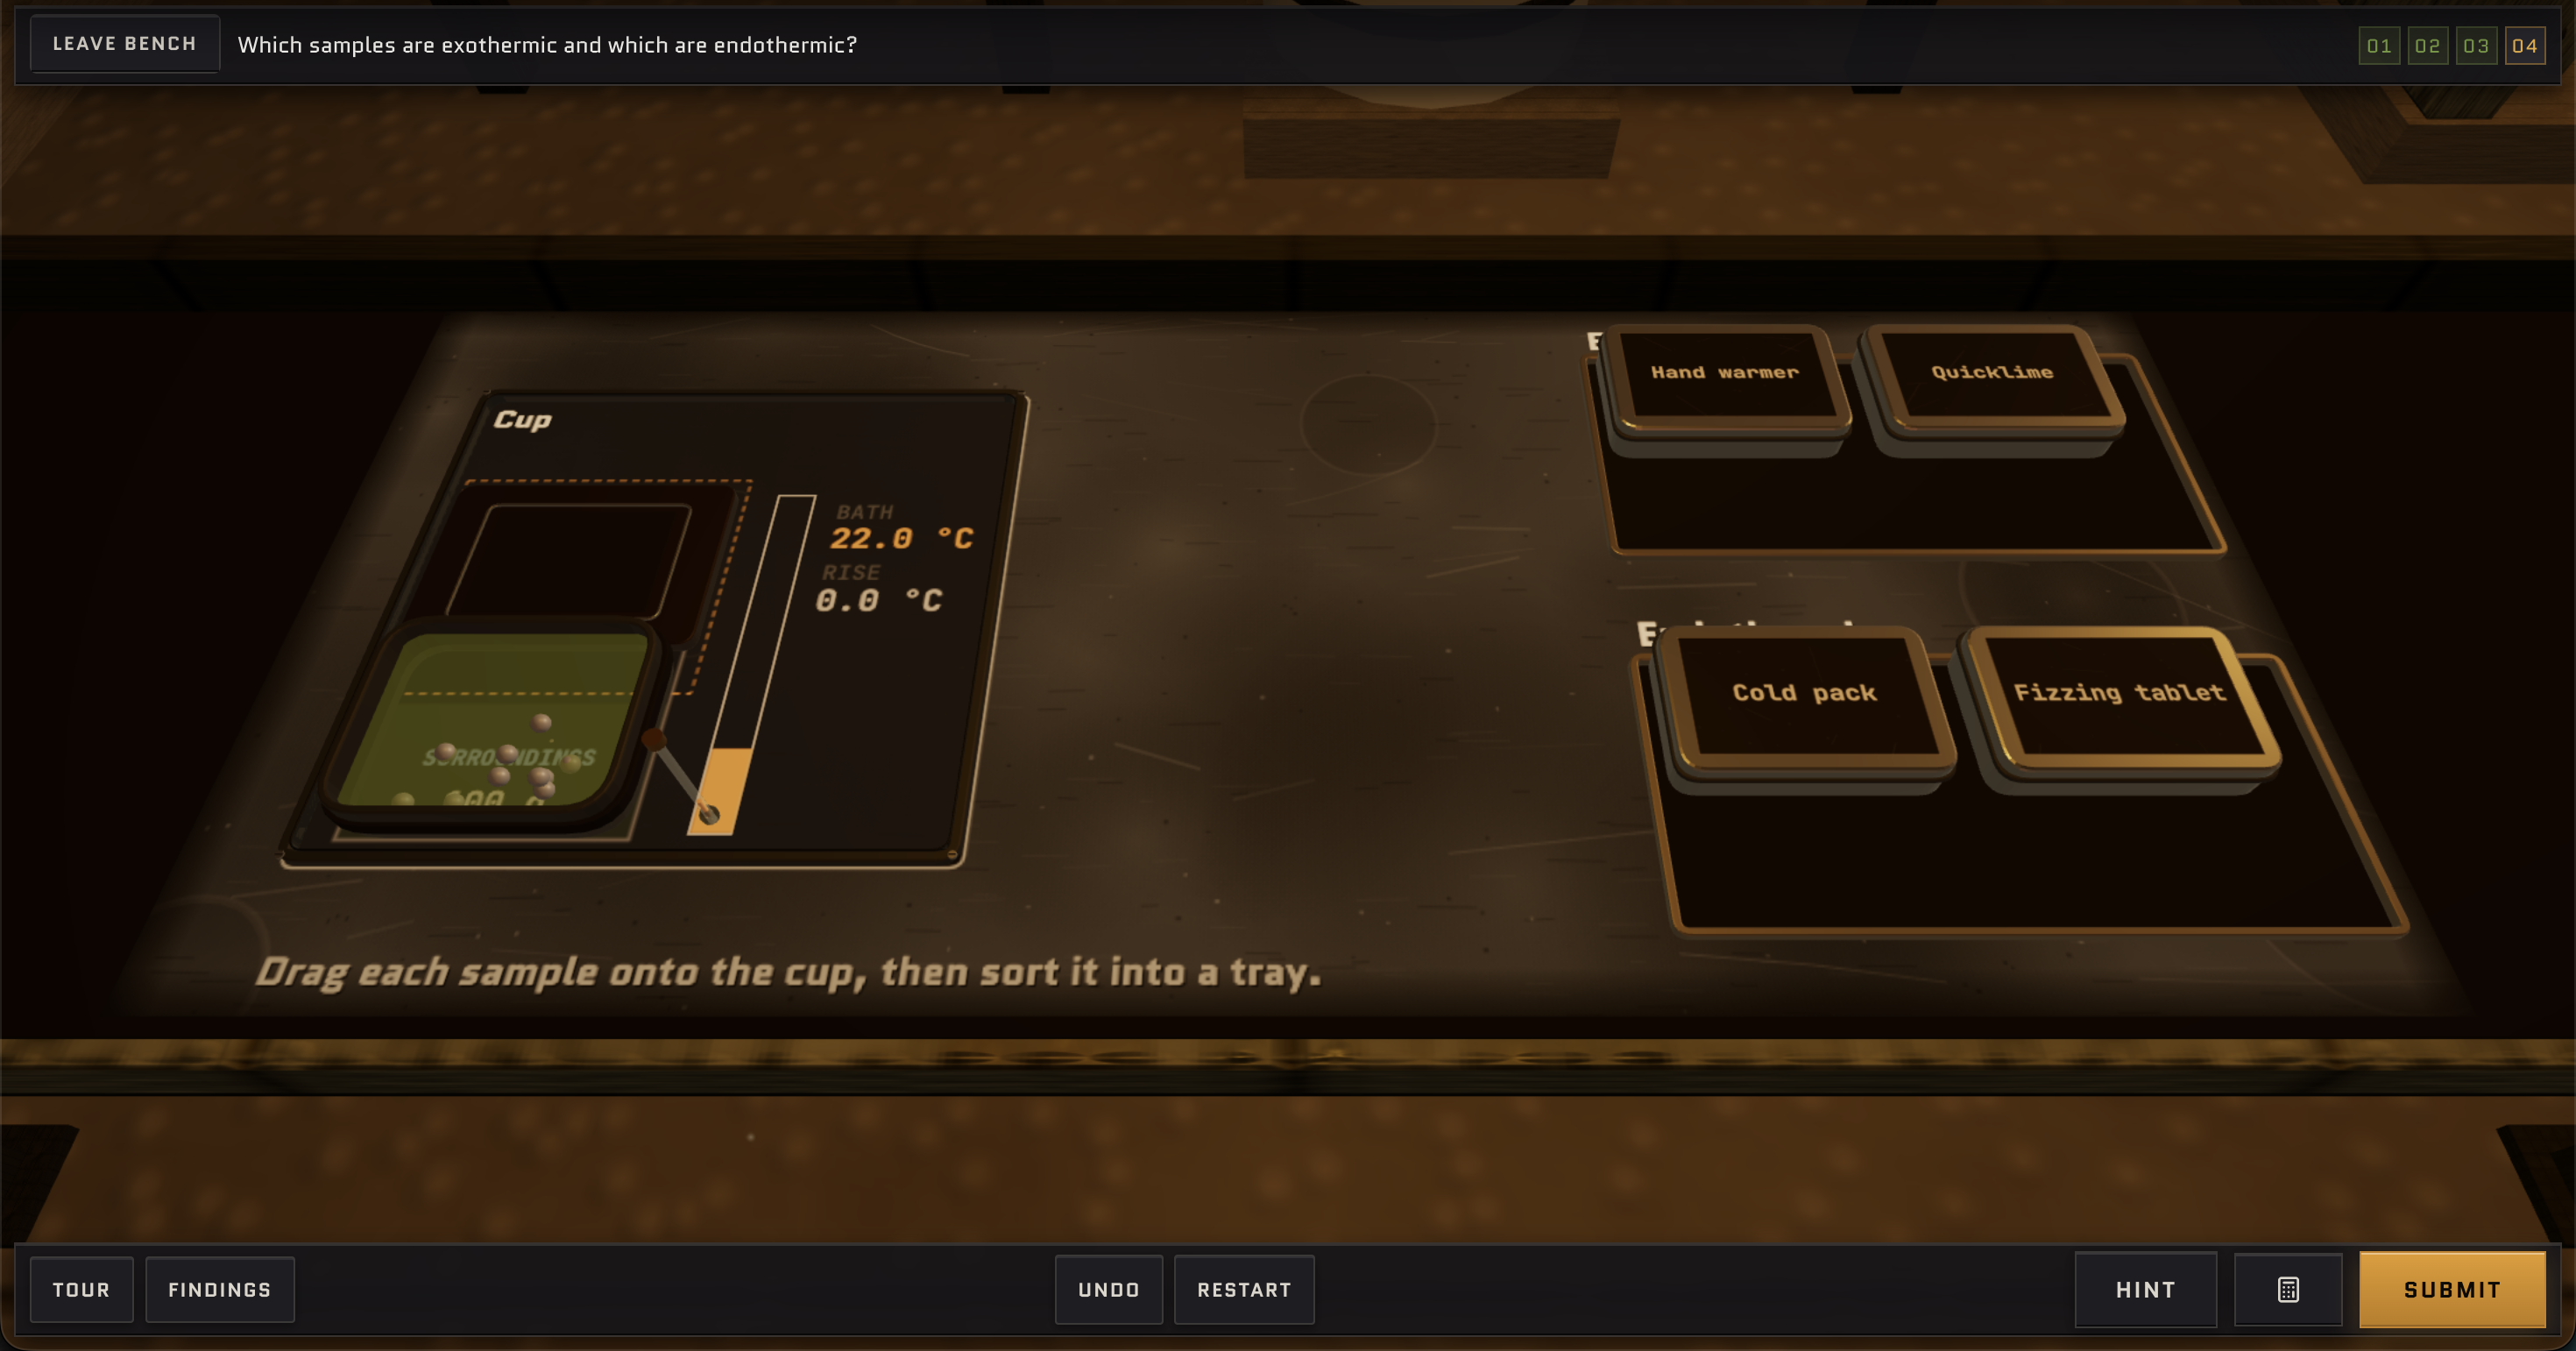 LEAVE BENCH
Which samples are exothermic and which are endothermic?
01 02 03 04
Hand warmer
Quicklime
Cup
BATH
22.0 °C
RISE
0.0 °C
Cold pack
Fizzing tablet
SURROUNDINGS
100 g
Drag each sample onto the cup, then sort it into a tray.
TOUR
FINDINGS
UNDO
RESTART
HINT
SUBMIT